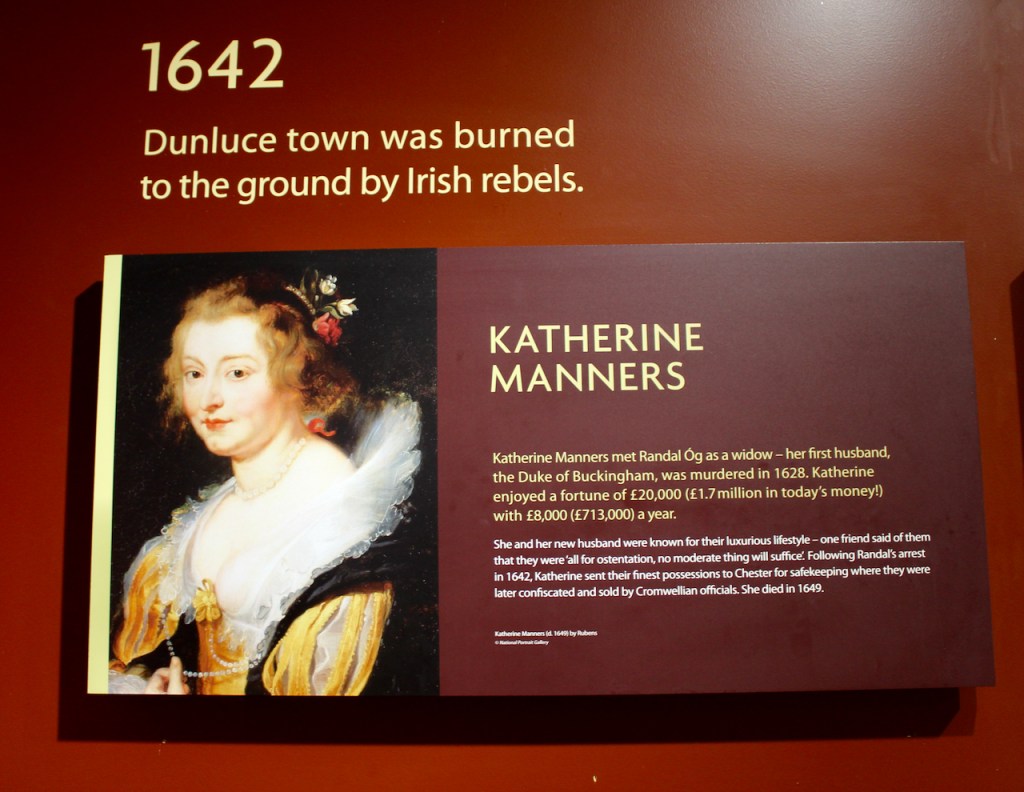 1642
Dunluce town was burned
to the ground by Irish rebels.
KATHERINE
MANNERS
Katherine Manners met Randal Óg as a widow – her first husband,
the Duke of Buckingham, was murdered in 1628. Katherine
enjoyed a fortune of £20,000 (£1.7 million in today's money!)
with £8,000 (£713,000) a year.
She and her new husband were known for their luxurious lifestyle – one friend said of them
that they were 'all for ostentation, no moderate thing will suffice'. Following Randal's arrest
in 1642, Katherine sent their finest possessions to Chester for safekeeping where they were
later confiscated and sold by Cromwellian officials. She died in 1649.
Katherine Manners (d. 1649) by Rubens
© National Portrait Gallery